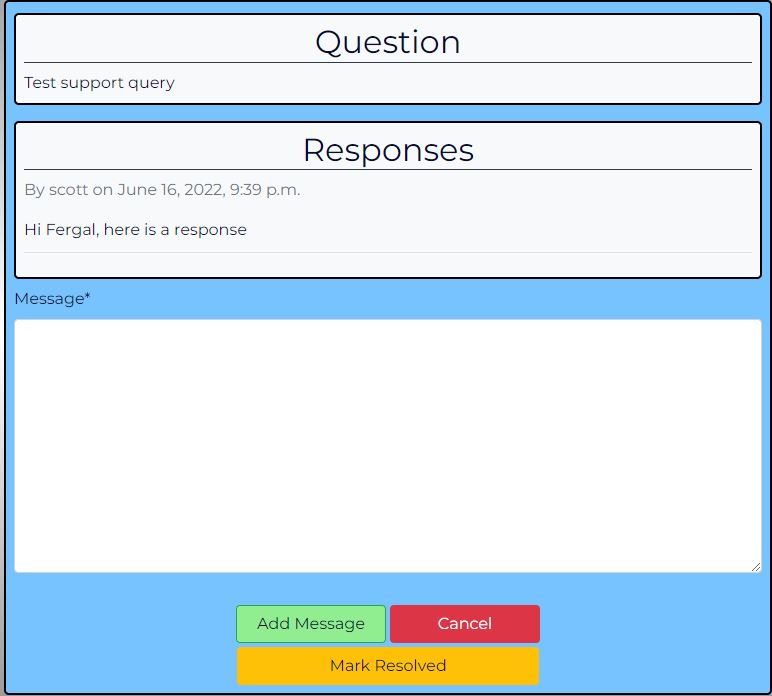 Question
Test support query
Responses
By scott on June 16, 2022, 9:39 p.m.
Hi Fergal, here is a response
Message*
Add Message
Cancel
Mark Resolved